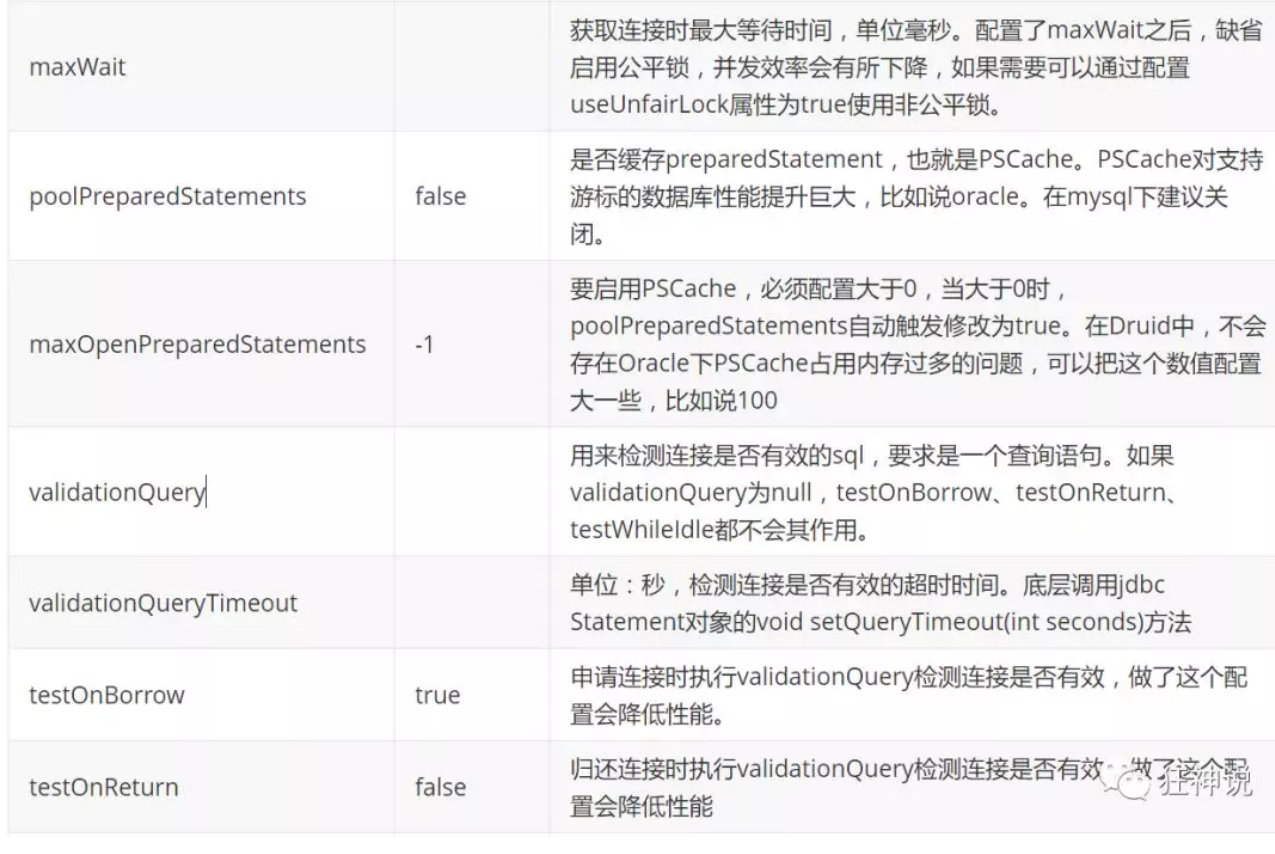 maxWait
获取连接时最大等待时间，单位毫秒。配置了maxWait之后，缺省
启用公平锁，并发效率会有所下降，如果需要可以通过配置
useUnfairLock属性为true使用非公平锁。
poolPreparedStatements
false
是否缓存preparedStatement，也就是PSCache。PSCache对支持
游标的数据库性能提升巨大，比如说oracle。在mysql下建议关
闭。
maxOpenPreparedStatements
-1
要启用PSCache，必须配置大于0，当大于0时，
poolPreparedStatements自动触发修改为true。在Druid中，不会
存在Oracle下PSCache占用内存过多的问题，可以把这个数值配置
大一些，比如说100
validationQuery
用来检测连接是否有效的sql，要求是一个查询语句。如果
validationQuery为null，testOnBorrow、testOnReturn、
testWhileIdle都不会其作用。
validationQueryTimeout
单位：秒，检测连接是否有效的超时时间。底层调用jdbc
Statement对象的void setQueryTimeout(int seconds)方法
testOnBorrow
true
申请连接时执行validationQuery检测连接是否有效，做了这个配
置会降低性能。
testOnReturn
false
归还连接时执行validationQuery检测连接是否有效，做了这个配
置会降低性能
狂神说